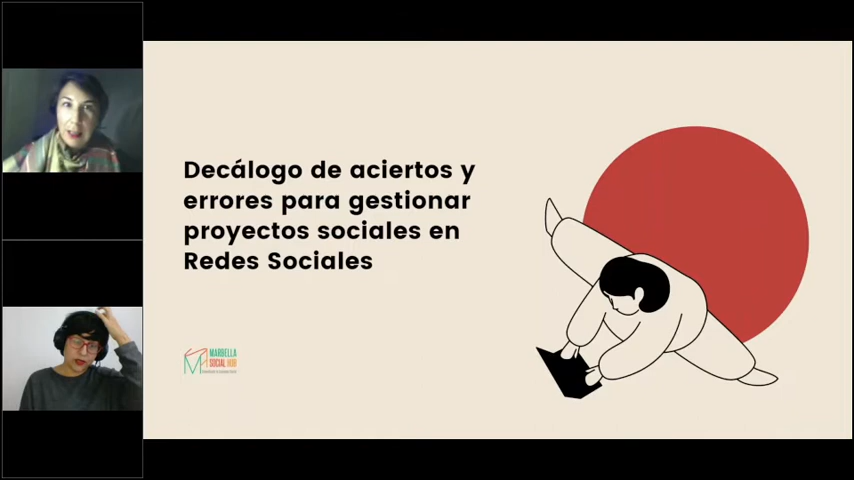 Decálogo de aciertos y
errores para gestionar
proyectos sociales en
Redes Sociales
MARBELLA
SOCIAL HUB